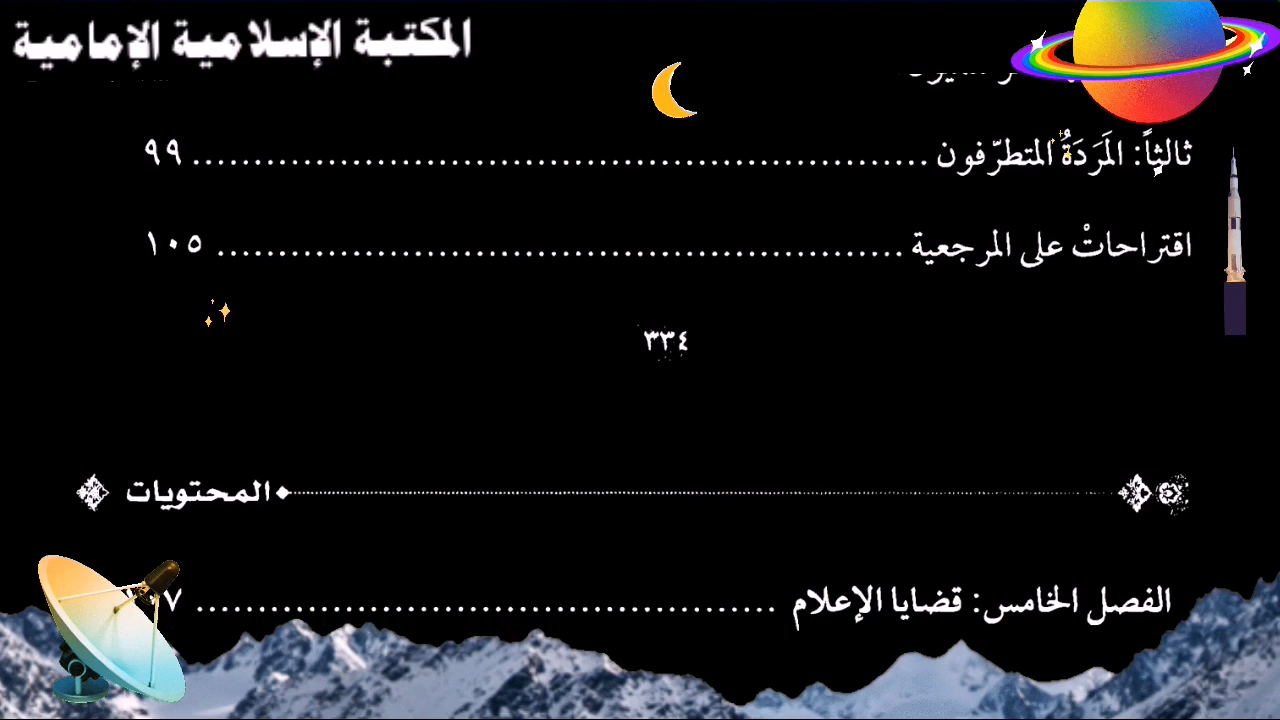 المكتبة الإسلامية الإمامية
ثالثاً: المَرَدَةُ المتطرّفون ........................................................ ٩٩
اقتراحاتْ على المرجعية ........................................................ ١٠٥
٣٣٤
المحتويات
الفصل الخامس: قضايا الإعلام ........................................................